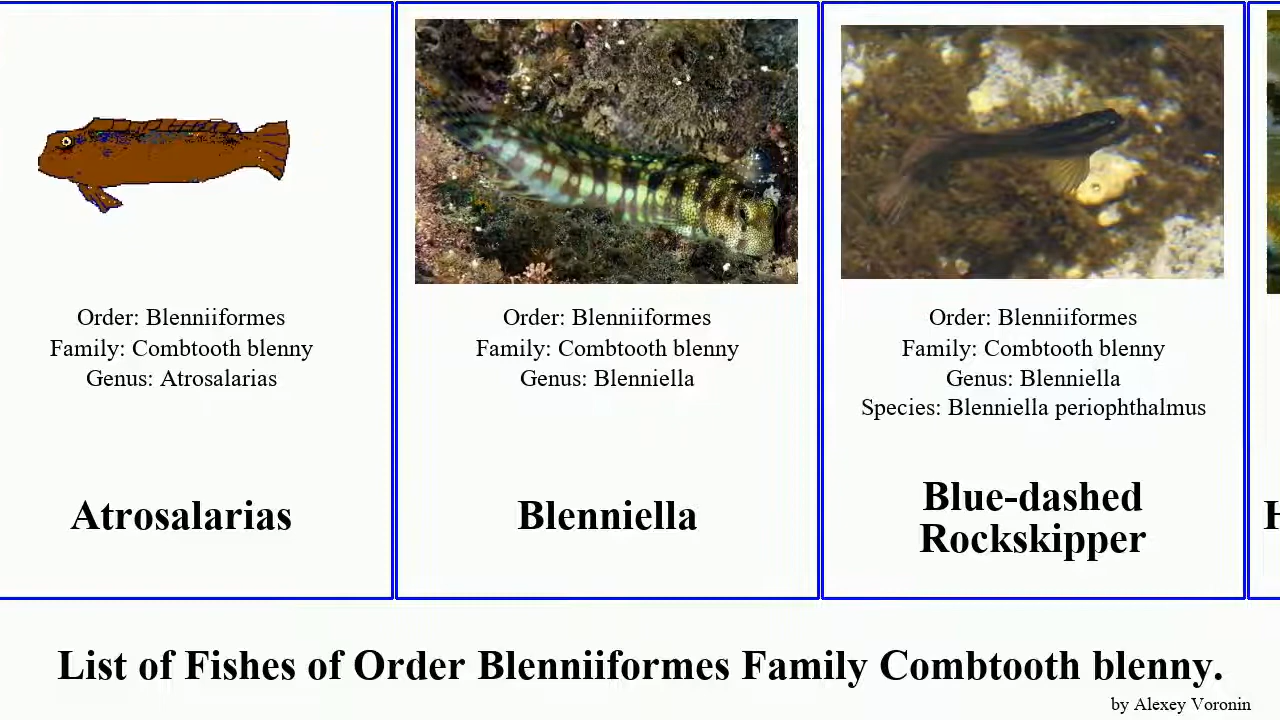 Order: Blenniiformes
Family: Combtooth blenny
Genus: Atrosalarias
Atrosalarias
Order: Blenniiformes
Family: Combtooth blenny
Genus: Blenniella
Blenniella
Order: Blenniiformes
Family: Combtooth blenny
Genus: Blenniella
Species: Blenniella periophthalmus
Blue-dashed
Rockskipper
List of Fishes of Order Blenniiformes Family Combtooth blenny.
by Alexey Voronin